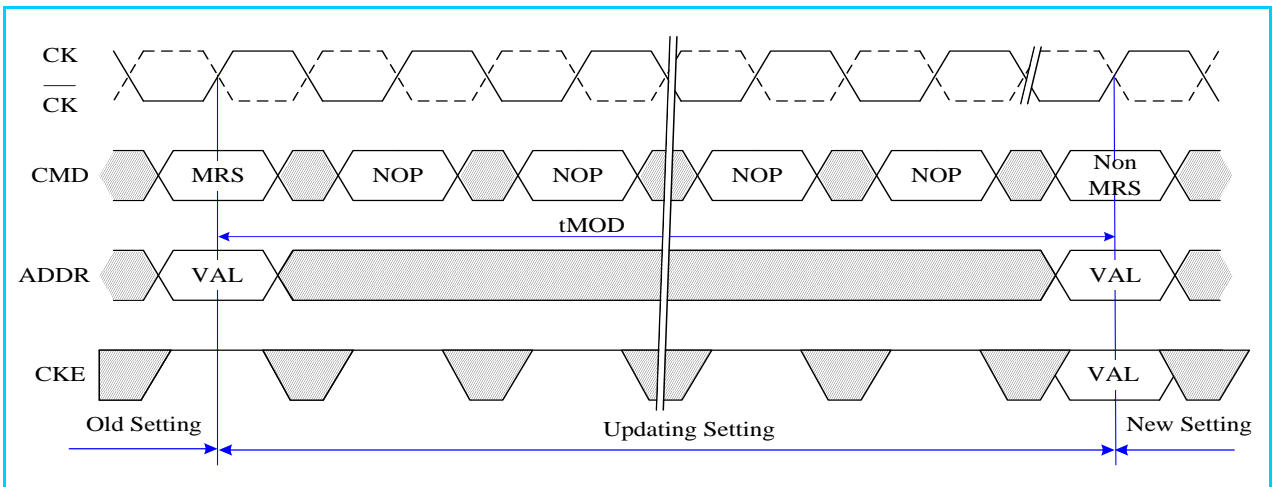 CK
CK
CMD MRS NOP NOP NOP NOP Non MRS
tMOD
ADDR VAL VAL
CKE VAL
Old Setting Updating Setting New Setting